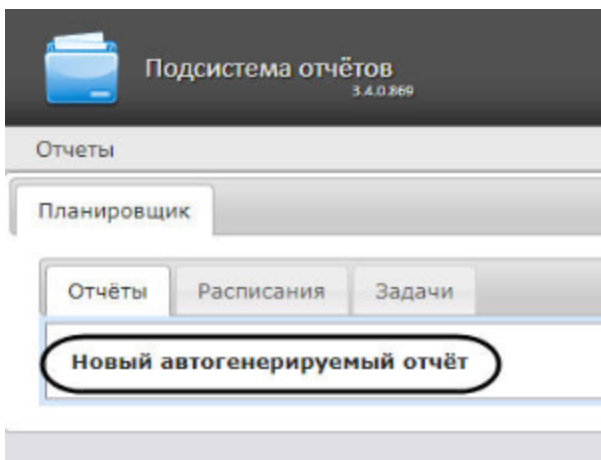 Подсистема отчётов
3.4.0.869
Отчеты
Планировщик
Отчёты Расписания Задачи
Новый автогенерируемый отчёт